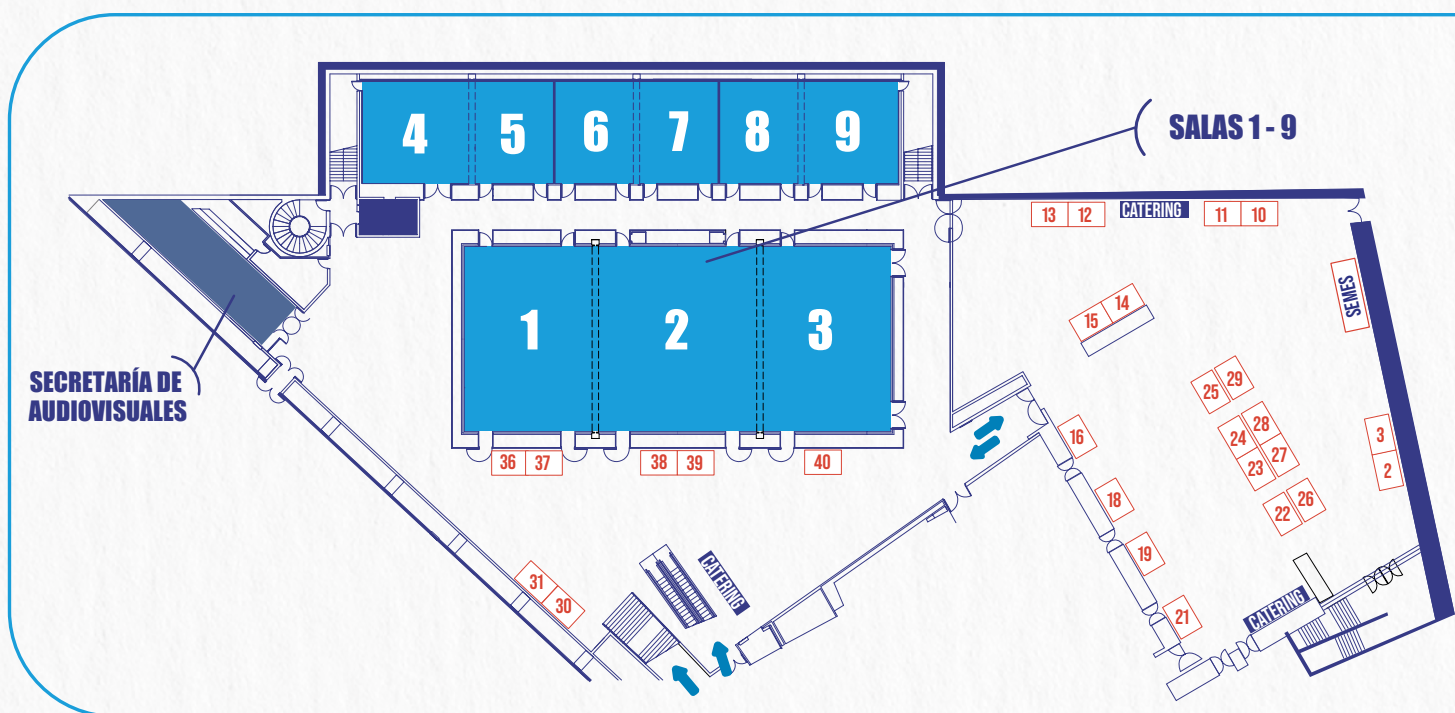 4 5 6 7 8 9
SALAS 1 - 9
13 12 CATERING 11 10
SEMES
15 14
1 2 3
SECRETARÍA DE
AUDIOVISUALES
25 29
24 28
23 27
22 26
3
2
16
18
19
21
36 37 38 39 40
31
30
CATERING
CATERING